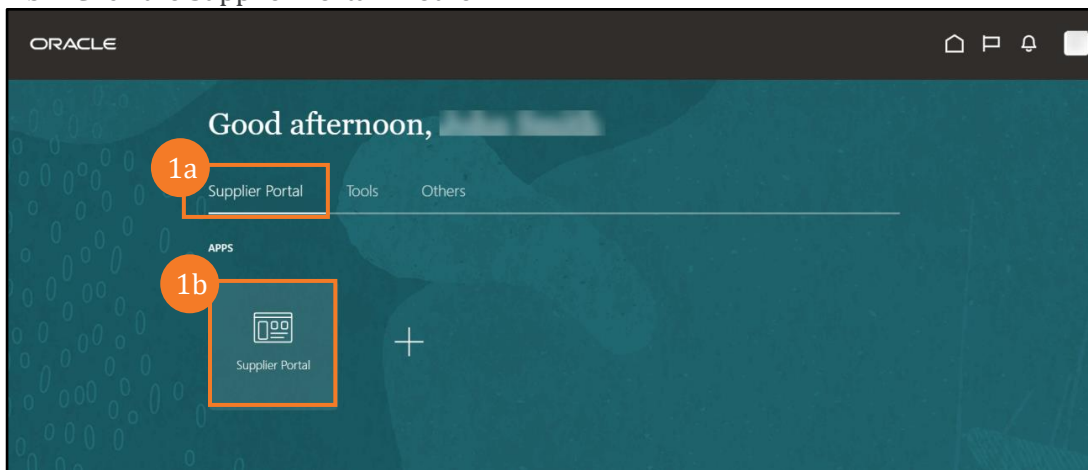 ORACLE
Good afternoon,
1a
Supplier Portal Tools Others
APPS
1b
Supplier Portal